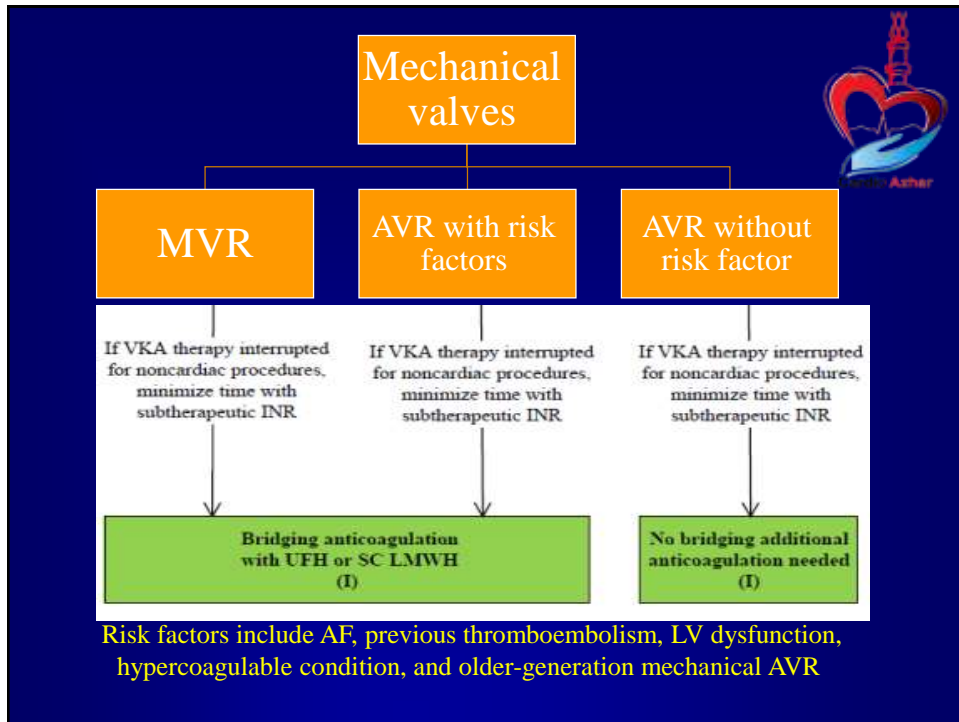 Mechanical
valves
MVR
AVR with risk
factors
AVR without
risk factor
If VKA therapy interrupted
for noncardiac procedures,
minimize time with
subtherapeutic INR
If VKA therapy interrupted
for noncardiac procedures,
minimize time with
subtherapeutic INR
If VKA therapy interrupted
for noncardiac procedures,
minimize time with
subtherapeutic INR
Bridging anticoagulation
with UFH or SC LMWH
(I)
No bridging additional
anticoagulation needed
(I)
Risk factors include AF, previous thromboembolism, LV dysfunction,
hypercoagulable condition, and older-generation mechanical AVR
Azhar